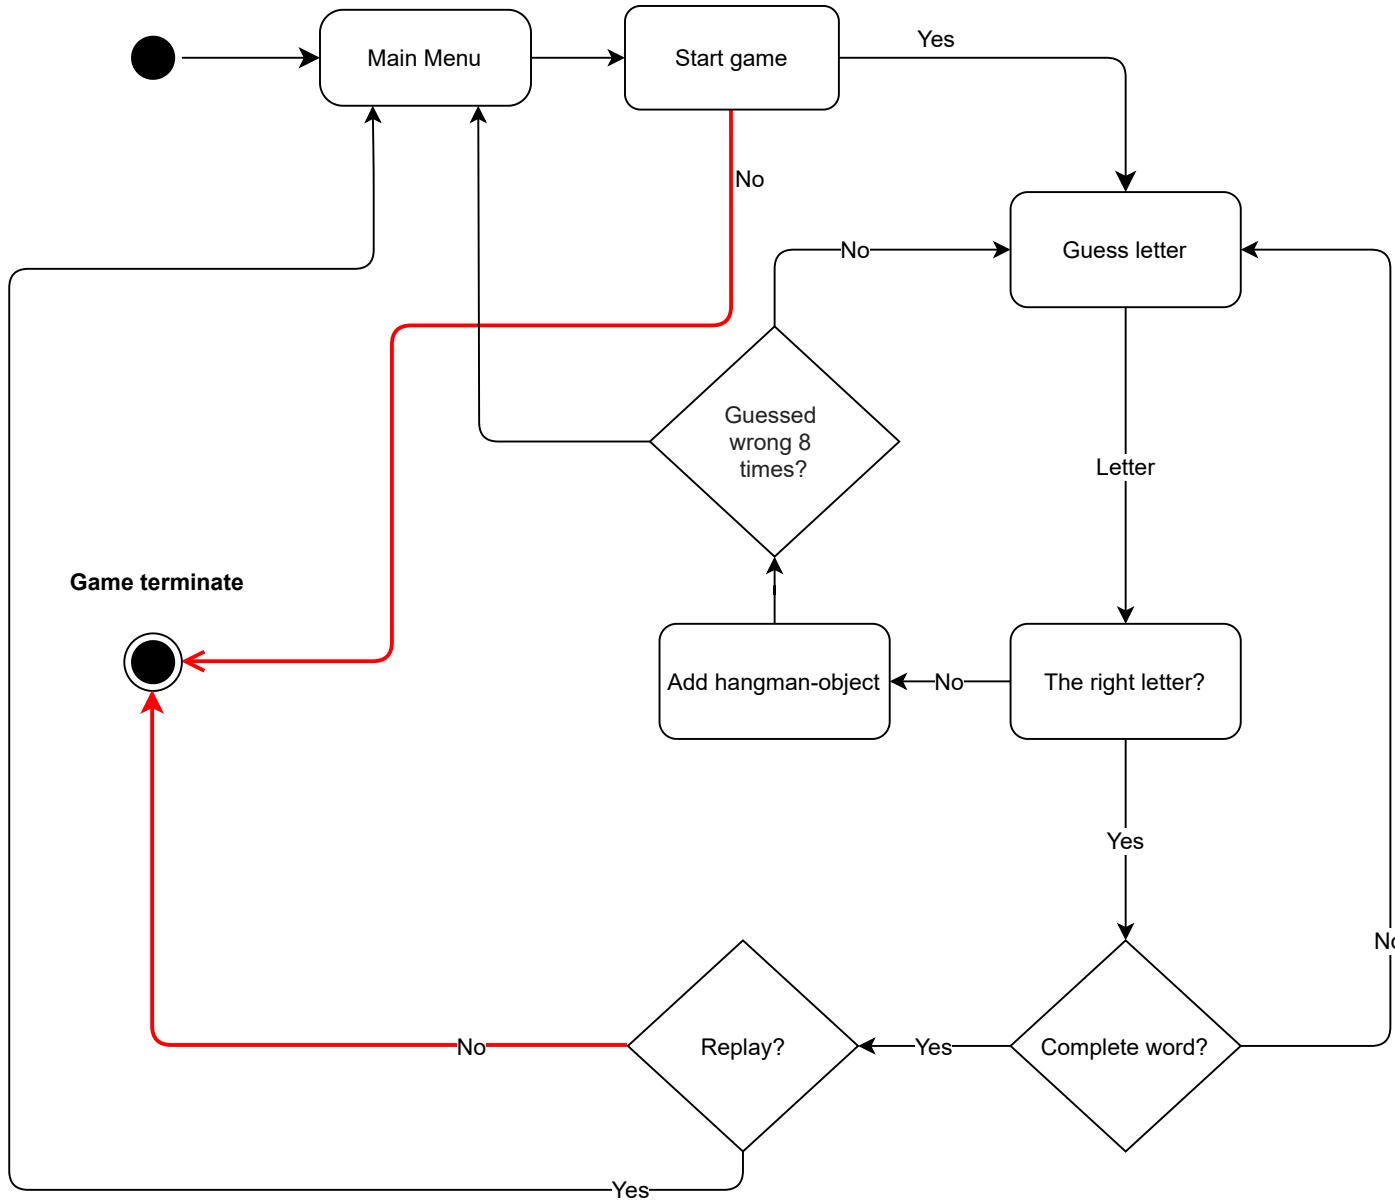 Main Menu
Start game
Yes
No
No
Guess letter
Guessed
wrong 8
times?
Letter
Game terminate
Add hangman-object
No
The right letter?
Yes
No
Replay?
Yes
Complete word?
No
Yes